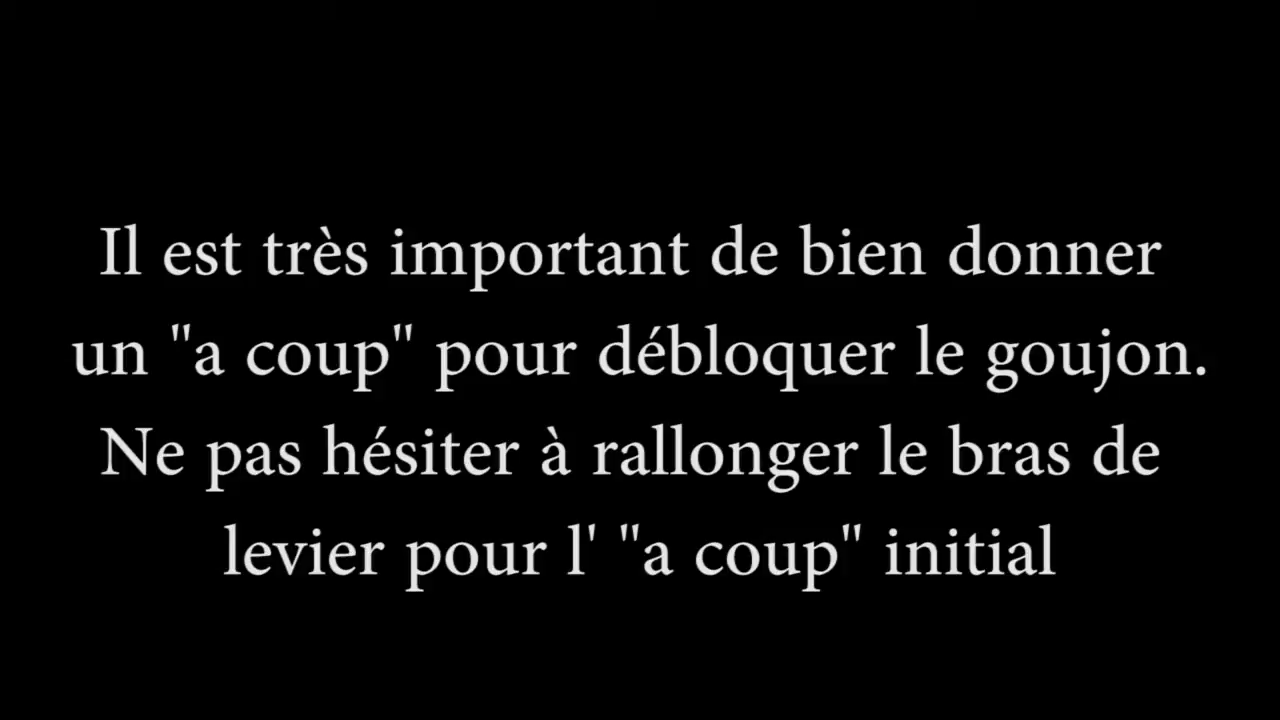 Il est très important de bien donner
un "a coup" pour débloquer le goujon.
Ne pas hésiter à rallonger le bras de
levier pour l' "a coup" initial